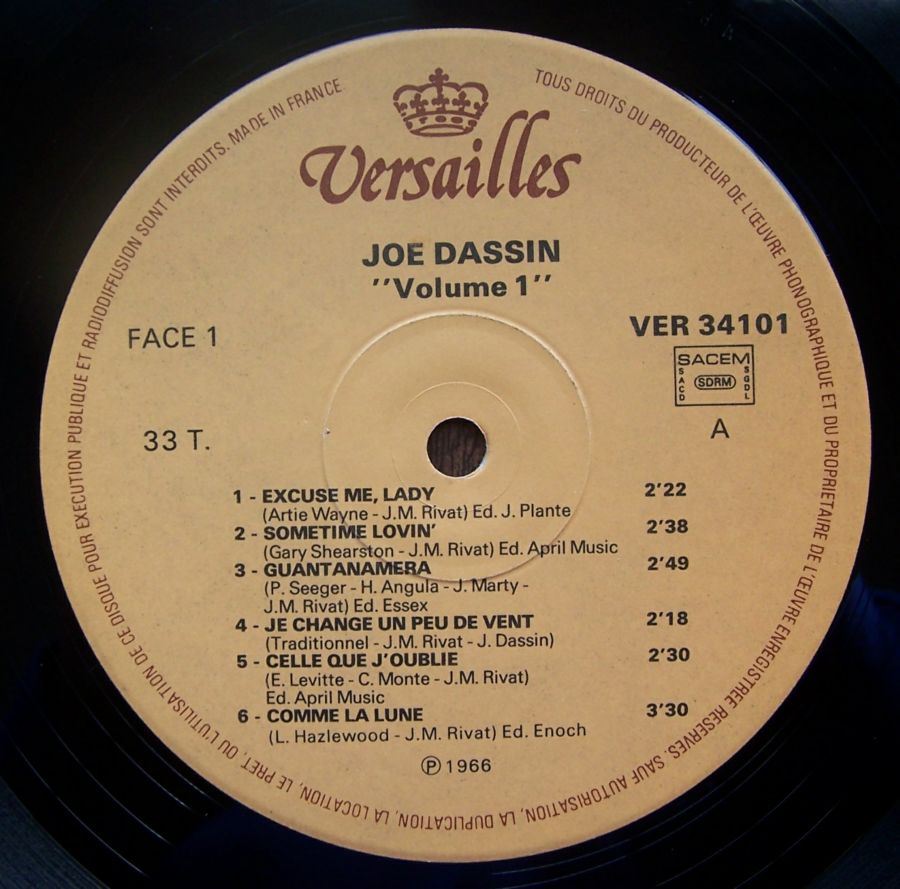 TOUS DROITS DU PRODUCTEUR DE L'ŒUVRE PHONOGRAPHIQUE ET DU PROPRIETAIRE DE L'ŒUVRE ENREGISTREE RESERVES. SAUF AUTORISATION, LA DUPLICATION, LA LOCATION, LE PRET, OU L'UTILISATION DE CE DISQUE POUR EXECUTION PUBLIQUE ET RADIODIFFUSION SONT INTERDITS. MADE IN FRANCE
Versailles
JOE DASSIN
''Volume 1''
FACE 1
VER 34101
SACEM
SACD
SDRM
SGDL
33 T.
A
1 - EXCUSE ME, LADY 2'22
(Artie Wayne - J.M. Rivat) Ed. J. Plante
2 - SOMETIME LOVIN' 2'38
(Gary Shearston - J.M. Rivat) Ed. April Music
3 - GUANTANAMERA 2'49
(P. Seeger - H. Angula - J. Marty -
J.M. Rivat) Ed. Essex
4 - JE CHANGE UN PEU DE VENT 2'18
(Traditionnel - J.M. Rivat - J. Dassin)
5 - CELLE QUE J'OUBLIE 2'30
(E. Levitte - C. Monte - J.M. Rivat)
Ed. April Music
6 - COMME LA LUNE 3'30
(L. Hazlewood - J.M. Rivat) Ed. Enoch
Ⓟ 1966